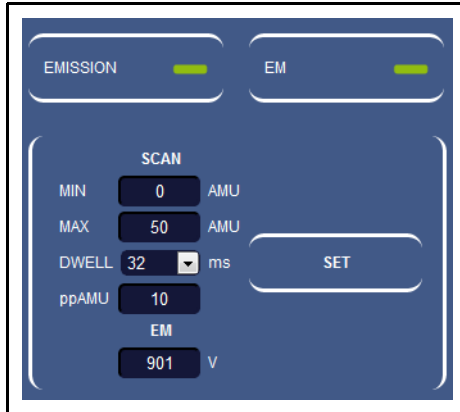 EMISSION
EM
SCAN
MIN 0 AMU
MAX 50 AMU
DWELL 32 ms
SET
ppAMU 10
EM
901 V